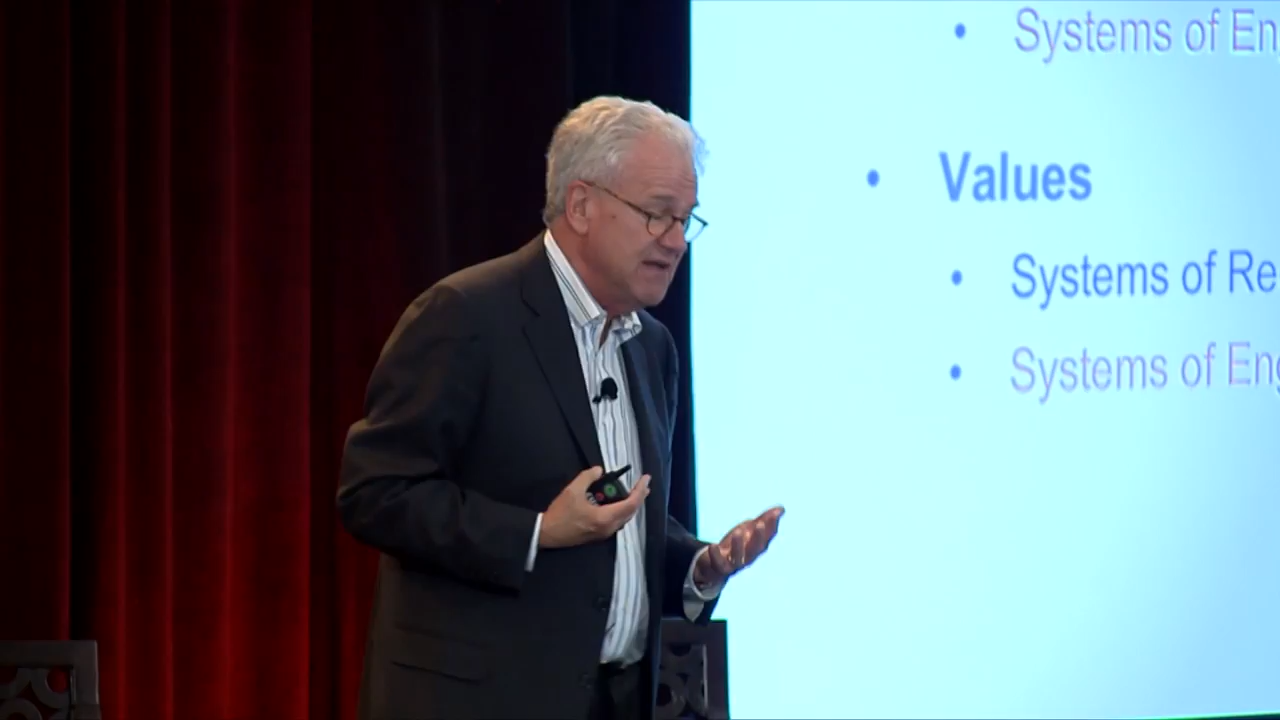 • Systems of En
• Values
• Systems of Re
• Systems of Eng